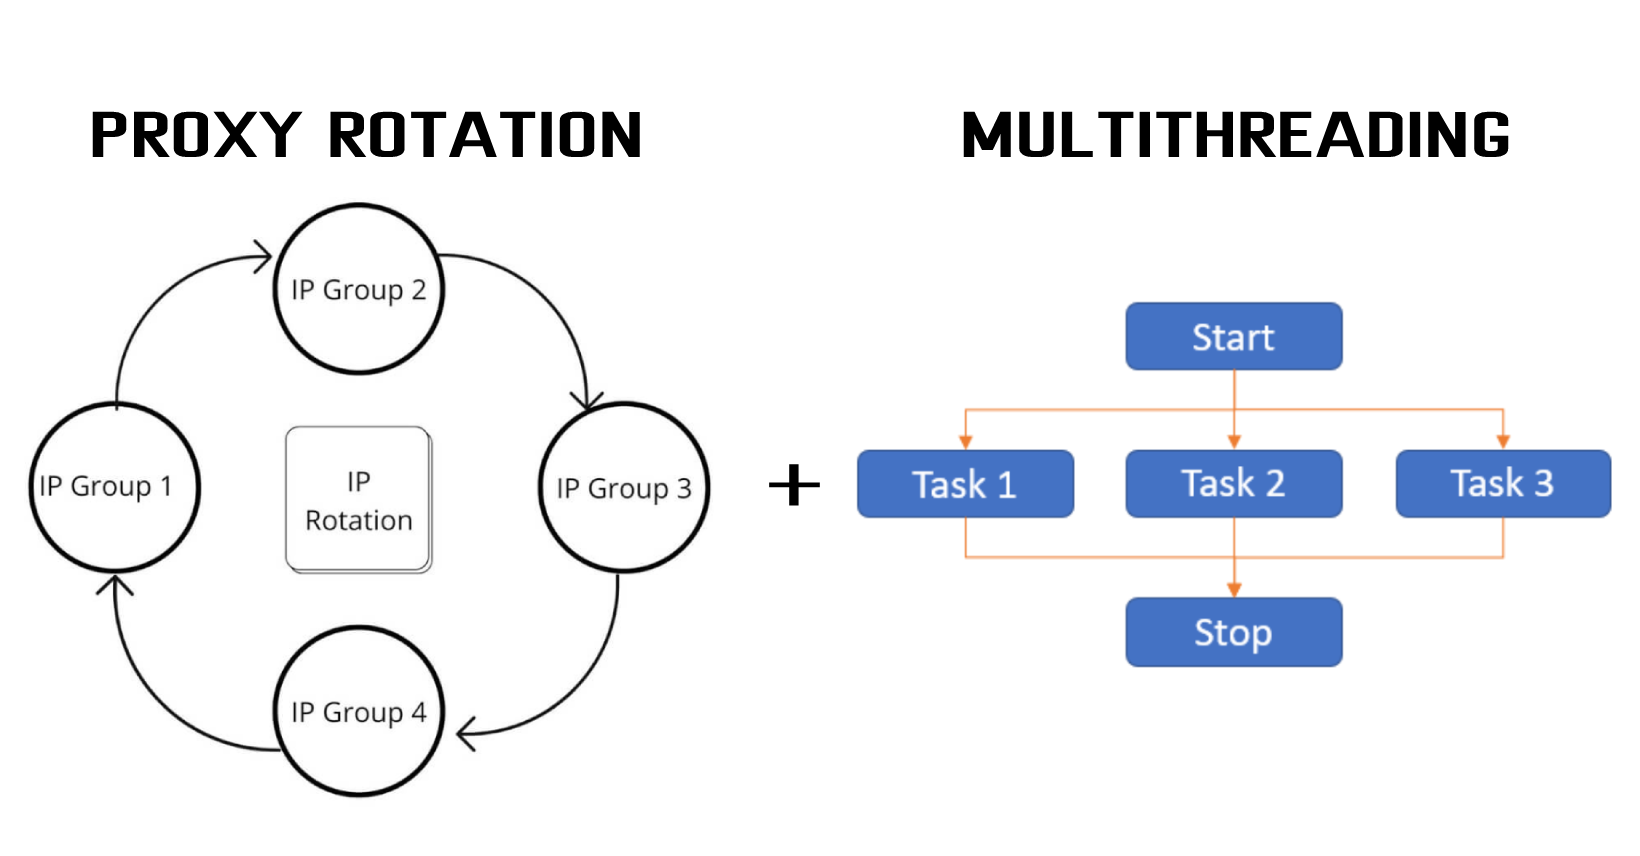 PROXY ROTATION
IP Group 2
IP Group 1
IP
Rotation
IP Group 3
IP Group 4
+
MULTITHREADING
Start
Task 1
Task 2
Task 3
Stop